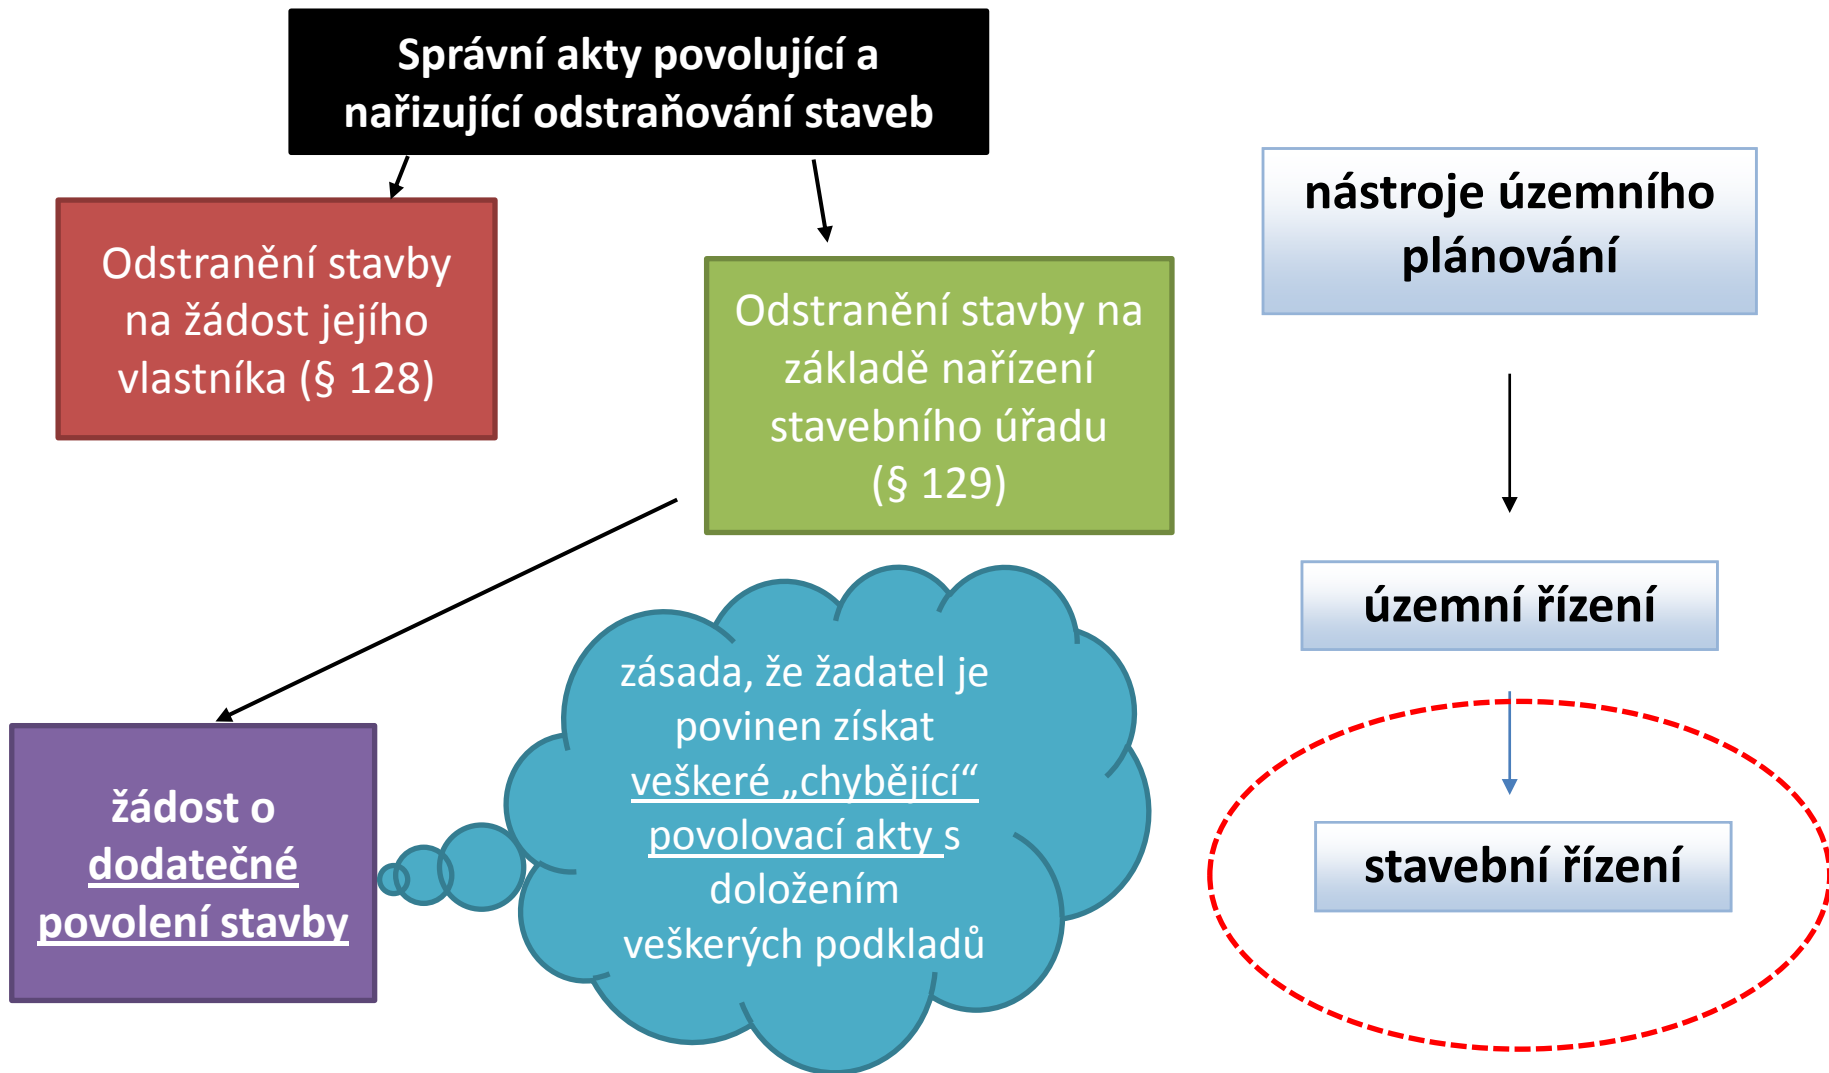 Správní akty povolující a
nařizující odstraňování staveb
Odstranění stavby
na žádost jejího
vlastníka (§ 128)
Odstranění stavby na
základě nařízení
stavebního úřadu
(§ 129)
žádost o
dodatečné
povolení stavby
zásada, že žadatel je
povinen získat
veškeré „chybějící“
povolovací akty s
doložením
veškerých podkladů
nástroje územního
plánování
územní řízení
stavební řízení